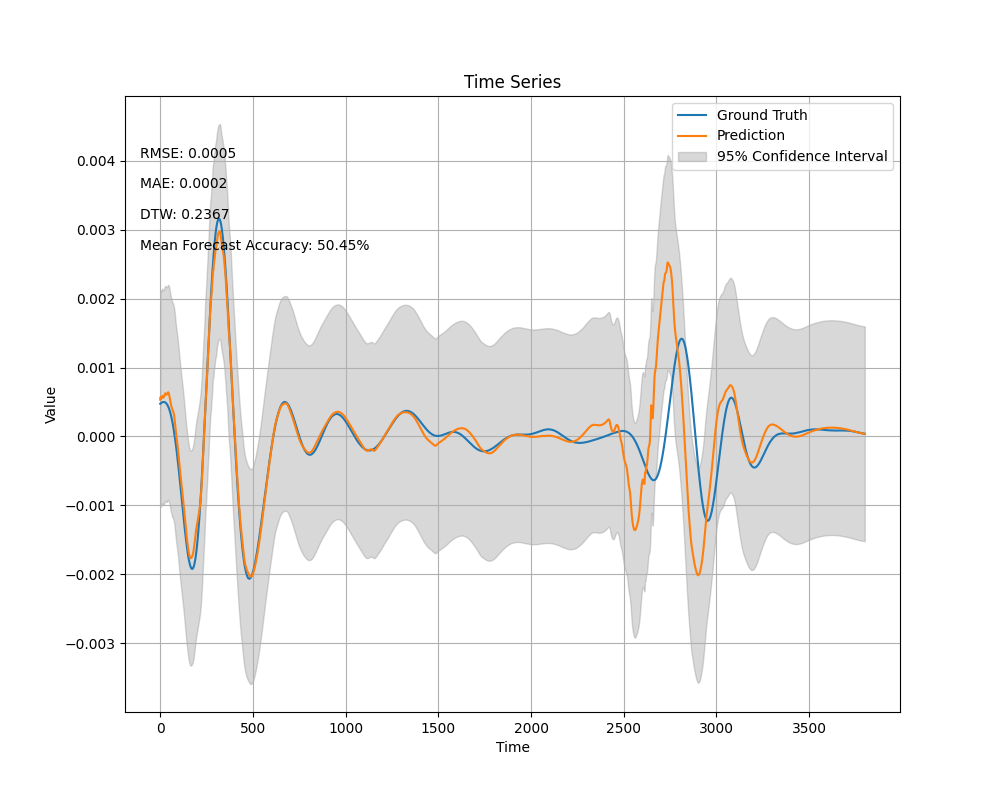 Time Series
Ground Truth
Prediction
95% Confidence Interval
RMSE: 0.0005
MAE: 0.0002
DTW: 0.2367
Mean Forecast Accuracy: 50.45%
Value
0.004
0.003
0.002
0.001
0.000
−0.001
−0.002
−0.003
0 500 1000 1500 2000 2500 3000 3500
Time